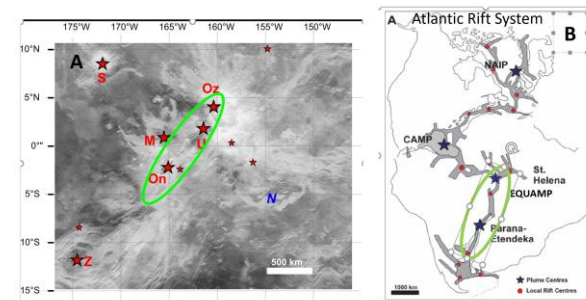 175°W 170°W 165°W 160°W 155°W 150°W
10°N
5°N
0°
5°S
10°S
15°S
A
S
Oz
M
U
On
N
Z
500 km
Atlantic Rift System
A
B
NAIP
CAMP
St.
Helena
EQUAMP
Parana-
Etendeka
1000 km
Plume Centres
Local Rift Centres